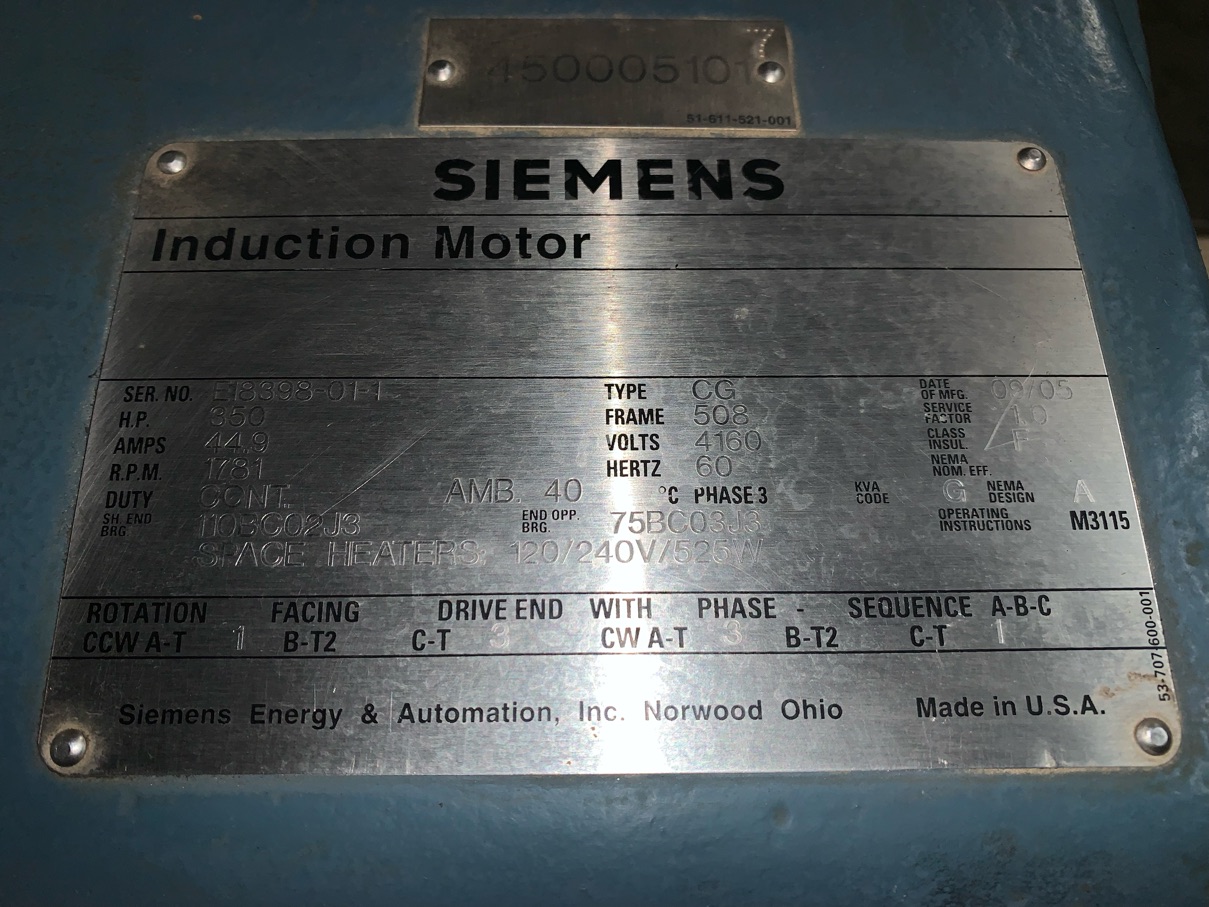 4500051017
51-611-521-001
SIEMENS
Induction Motor
SER. NO. E18398-01-1 TYPE CG DATE OF MFG. 09/05
H.P. 350 FRAME 508 SERVICE FACTOR 1.0
AMPS 44.9 VOLTS 4160 CLASS INSUL. F
R.P.M. 1781 HERTZ 60 NEMA NOM. EFF.
DUTY CONT. AMB. 40 °C PHASE 3 KVA CODE G NEMA DESIGN A
SH. END BRG. 110BC02J3 END OPP. BRG. 75BC03J3 OPERATING INSTRUCTIONS M3115
SPACE HEATERS: 120/240V/525W
ROTATION FACING DRIVE END WITH PHASE - SEQUENCE A-B-C
CCW A-T 1 B-T2 C-T 3 CW A-T 3 B-T2 C-T 1
53-707-600-001
Siemens Energy & Automation, Inc. Norwood Ohio Made in U.S.A.